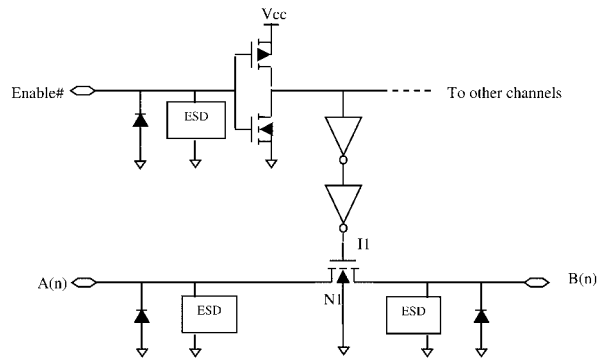 Vcc
Enable#
ESD
To other channels
I1
A(n)
N1
B(n)
ESD
ESD